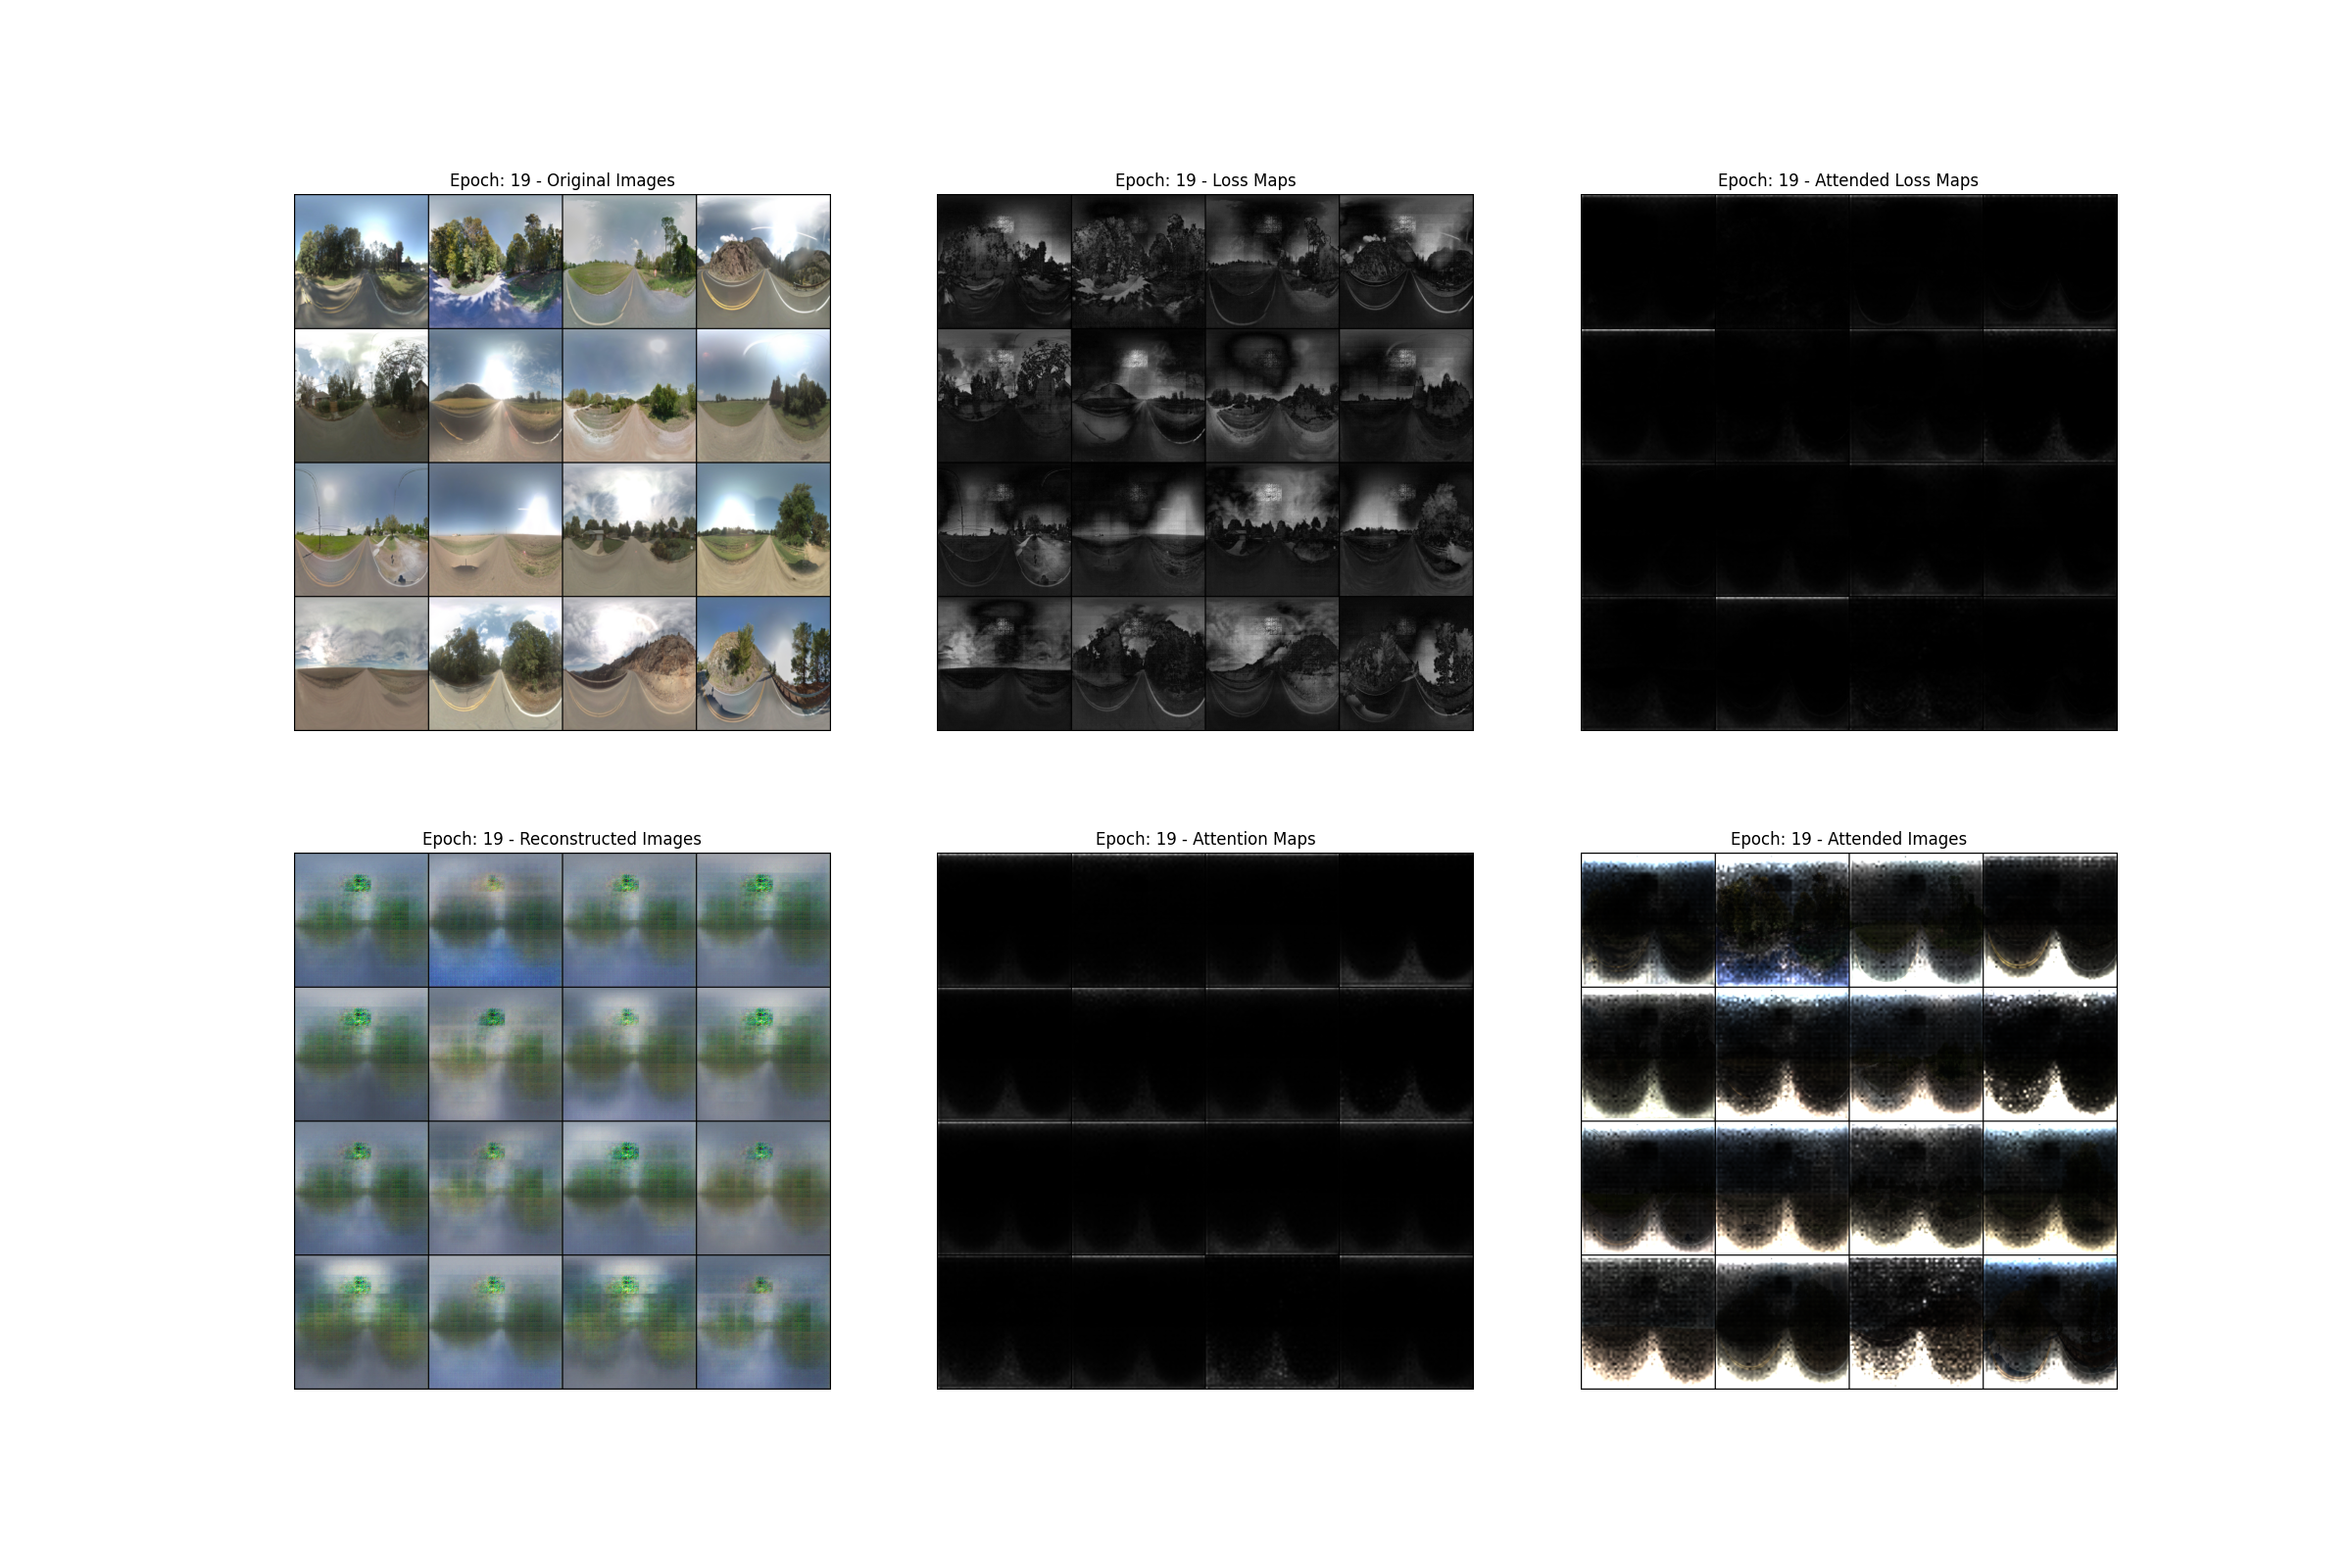 Epoch: 19 - Original Images
Epoch: 19 - Loss Maps
Epoch: 19 - Attended Loss Maps
Epoch: 19 - Reconstructed Images
Epoch: 19 - Attention Maps
Epoch: 19 - Attended Images